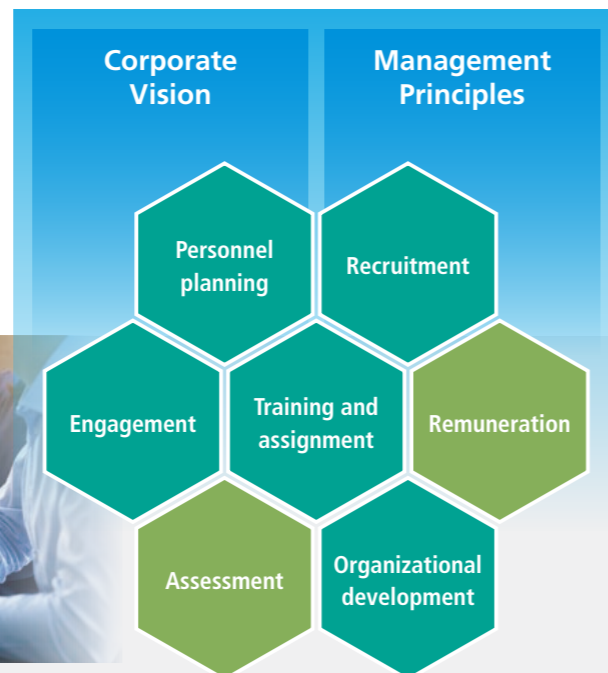 Corporate
Vision
Management
Principles
Personnel
planning
Recruitment
Engagement
Training and
assignment
Remuneration
Assessment
Organizational
development